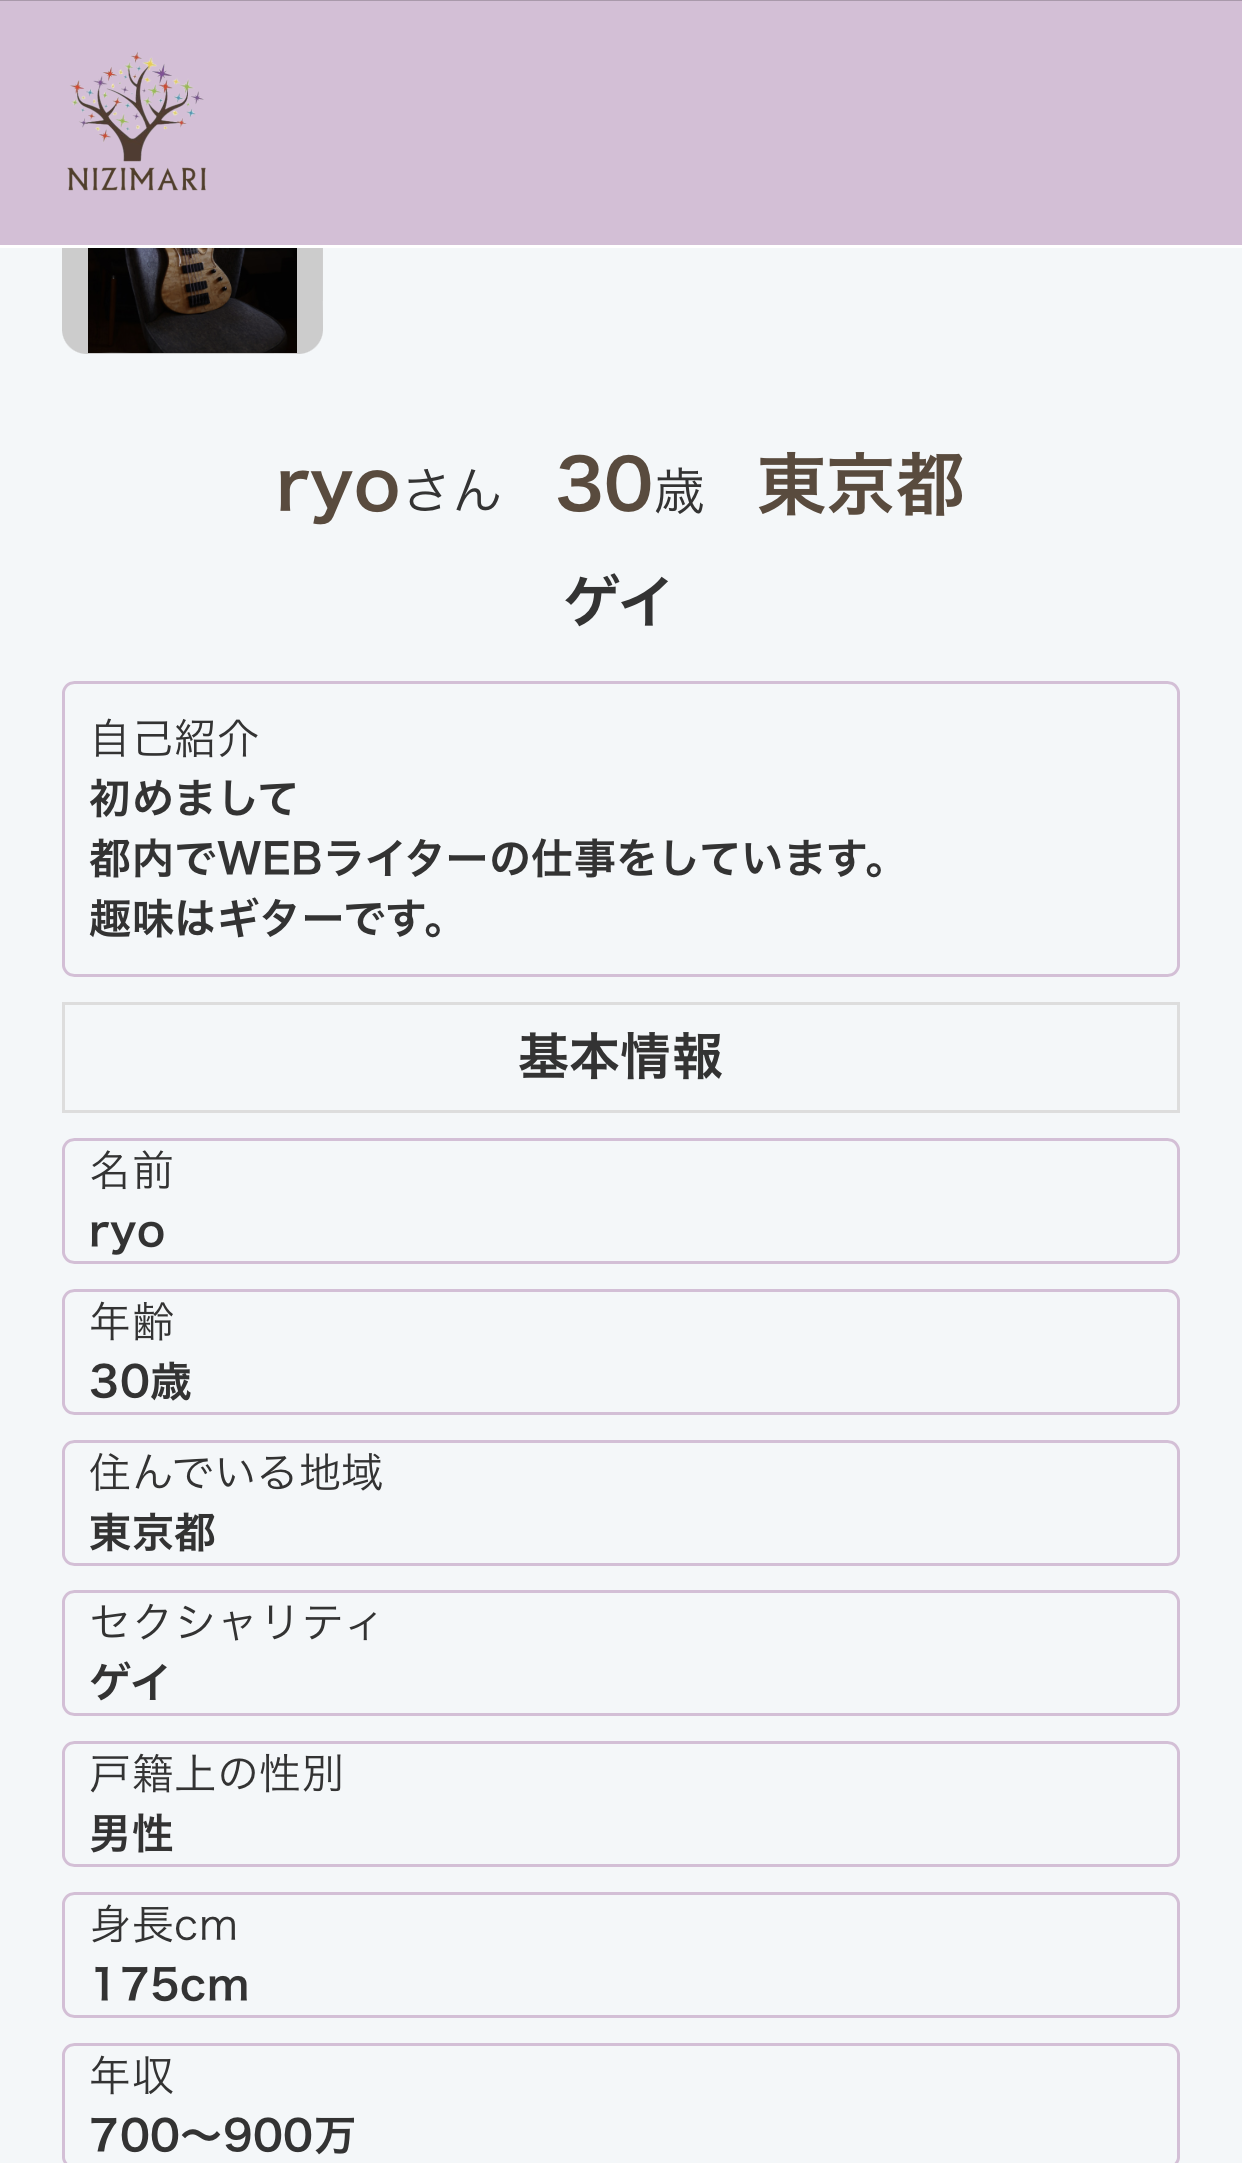 NIZIMARI
ryoさん 30歳 東京都
ゲイ
自己紹介
初めまして
都内でWEBライターの仕事をしています。
趣味はギターです。
基本情報
名前
ryo
年齢
30歳
住んでいる地域
東京都
セクシャリティ
ゲイ
戸籍上の性別
男性
身長cm
175cm
年収
700〜900万